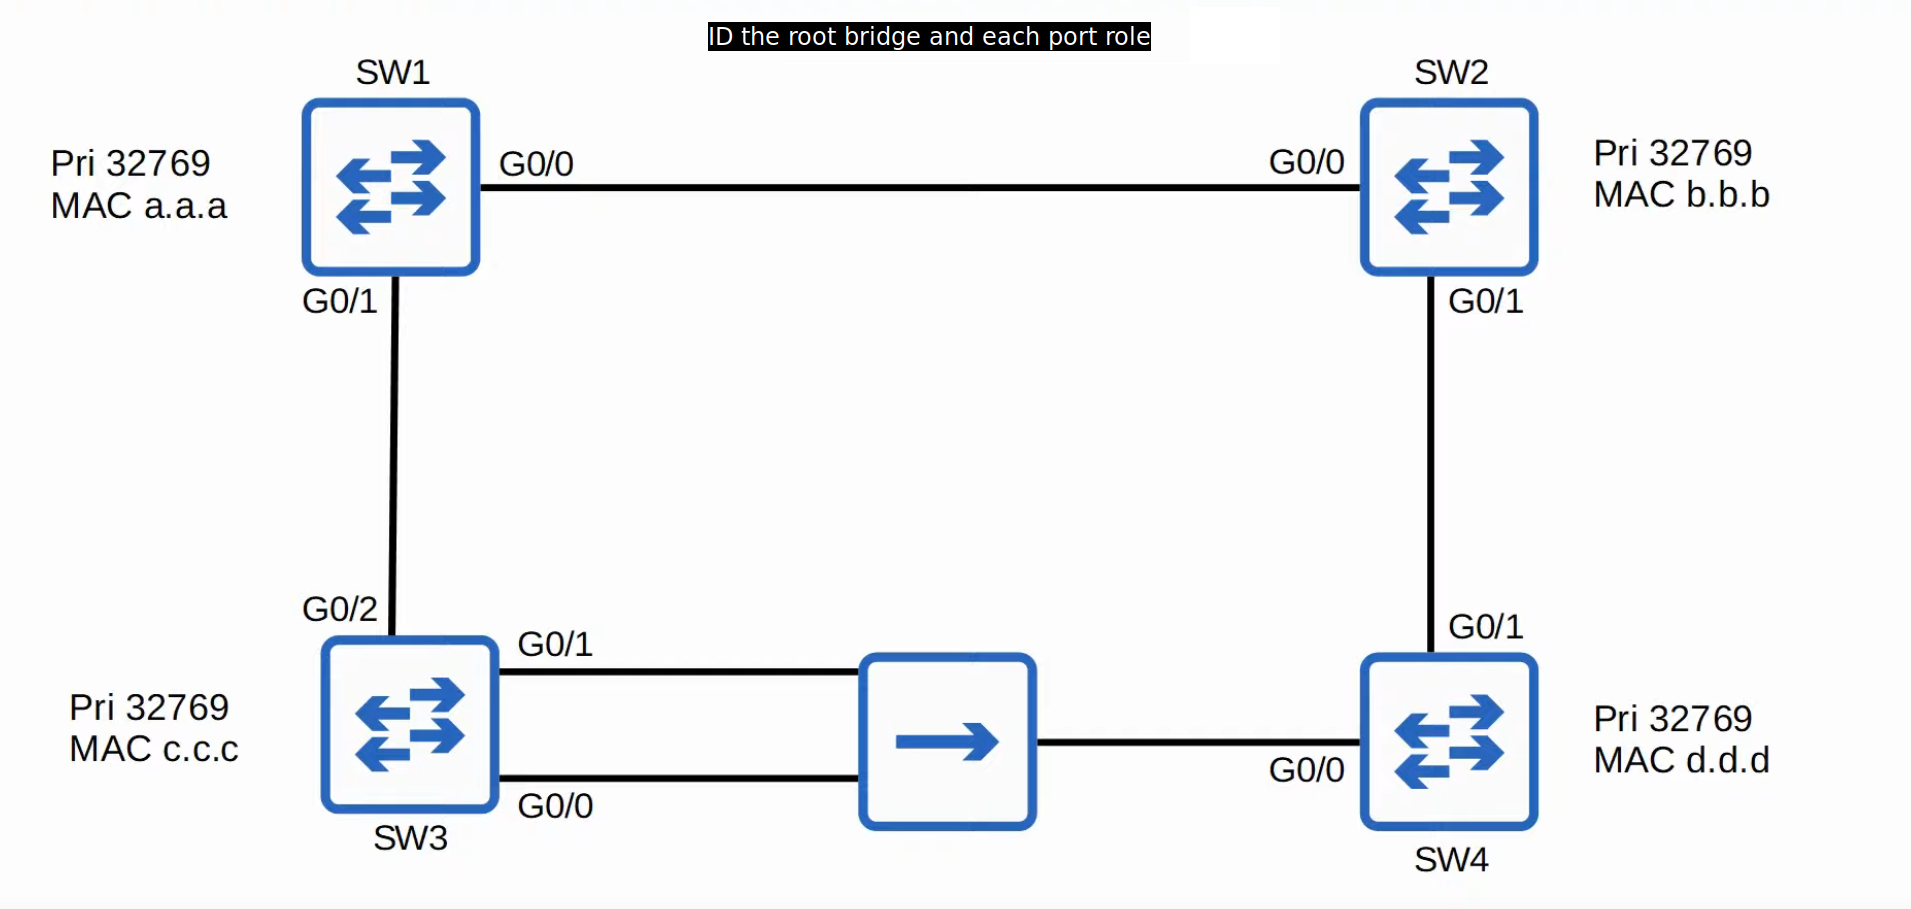 ID the root bridge and each port role
SW1
SW2
Pri 32769
MAC a.a.a
G0/0
G0/0
Pri 32769
MAC b.b.b
G0/1
G0/1
G0/2
G0/1
G0/1
Pri 32769
MAC c.c.c
G0/0
G0/0
Pri 32769
MAC d.d.d
SW3
SW4